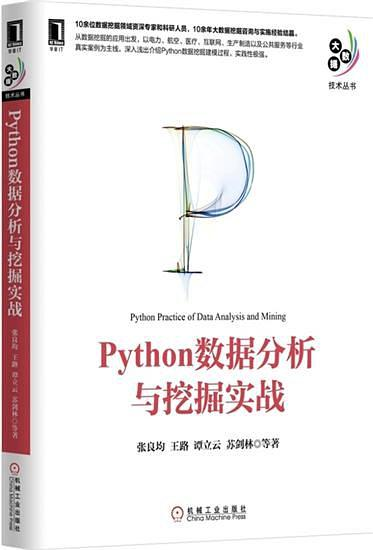 华章IT
10余位数据挖掘领域资深专家和科研人员，10余年大数据挖掘咨询与实施经验结晶。
从数据挖掘的应用出发，以电力、航空、医疗、互联网、生产制造以及公共服务等行业
真实案例为主线，深入浅出介绍Python数据挖掘建模过程，实践性极强。
大数据
技术丛书
Python Practice of Data Analysis and Mining
Python数据分析
与挖掘实战
张良均 王路 谭立云 苏剑林◎等著
机械工业出版社
China Machine Press
华章IT
大数据
技术丛书
Python数据分析与挖掘实战
张良均 王路 谭立云 苏剑林◎等著
机械工业出版社
China Machine Press